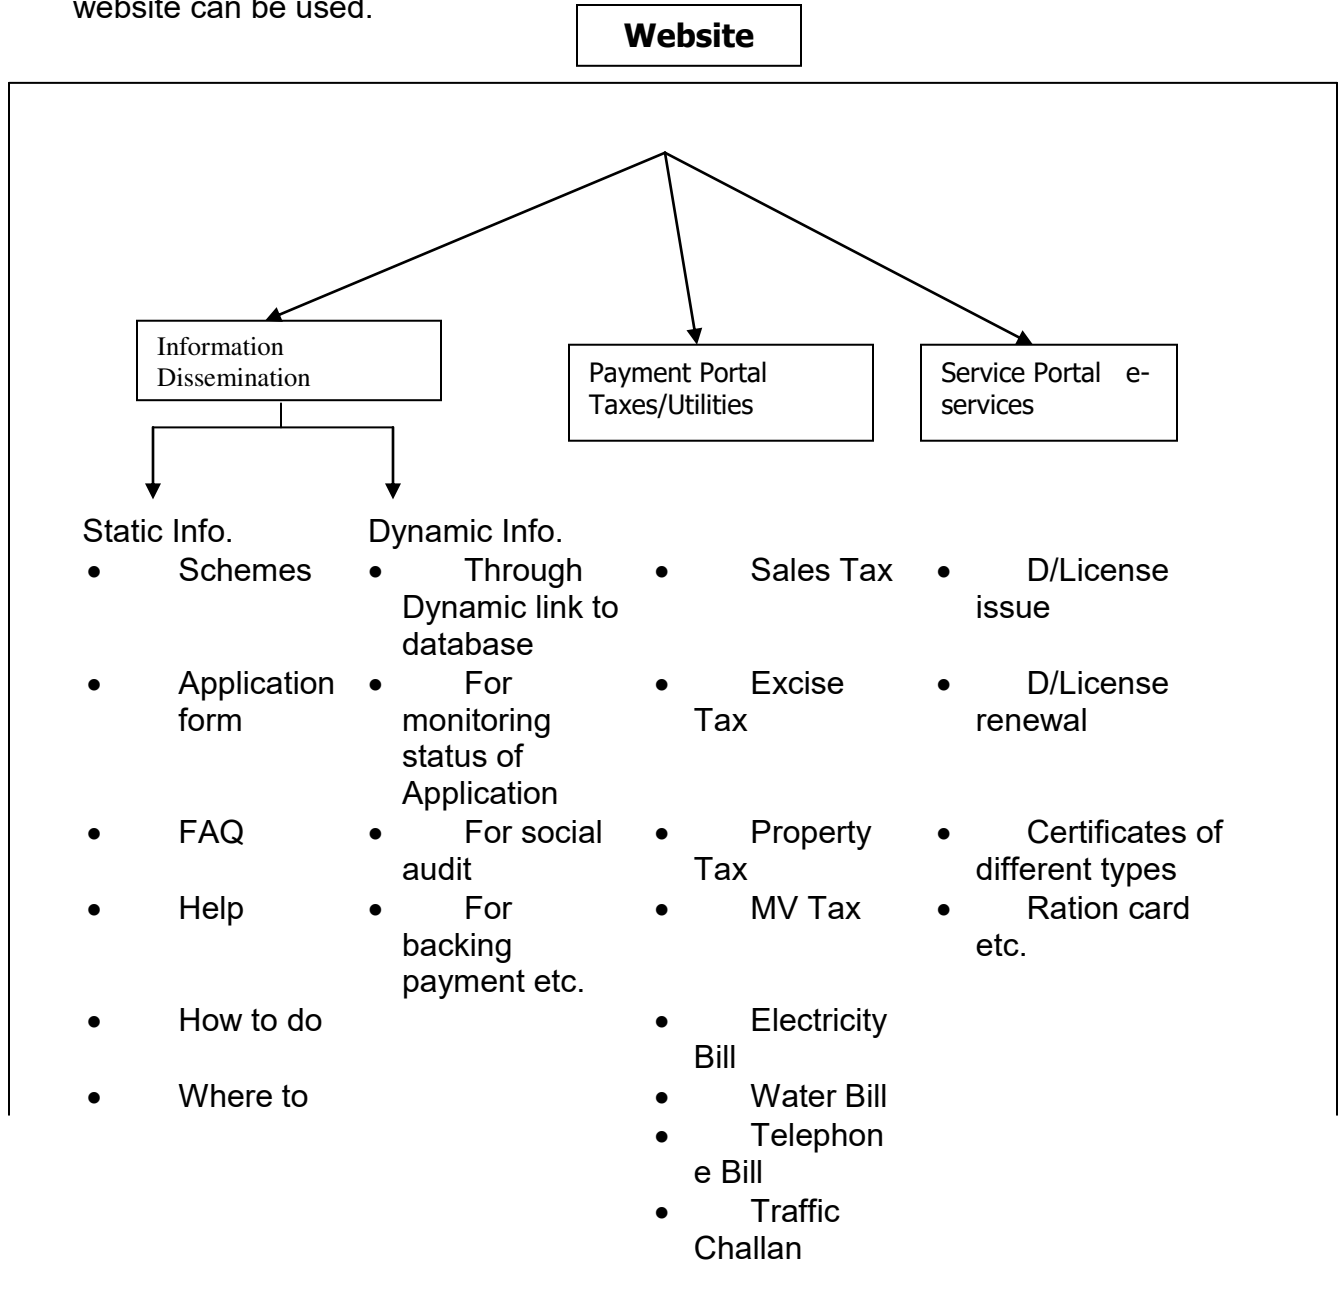 website can be used.
Website
Information
Dissemination
Payment Portal
Taxes/Utilities
Service Portal e-
services
Static Info.
• Schemes
• Application
form
• FAQ
• Help
• How to do
• Where to
Dynamic Info.
• Through
Dynamic link to
database
• For
monitoring
status of
Application
• For social
audit
• For
backing
payment etc.
• Sales Tax
• Excise
Tax
• Property
Tax
• MV Tax
• Electricity
Bill
• Water Bill
• Telephon
e Bill
• Traffic
Challan
• D/License
issue
• D/License
renewal
• Certificates of
different types
• Ration card
etc.